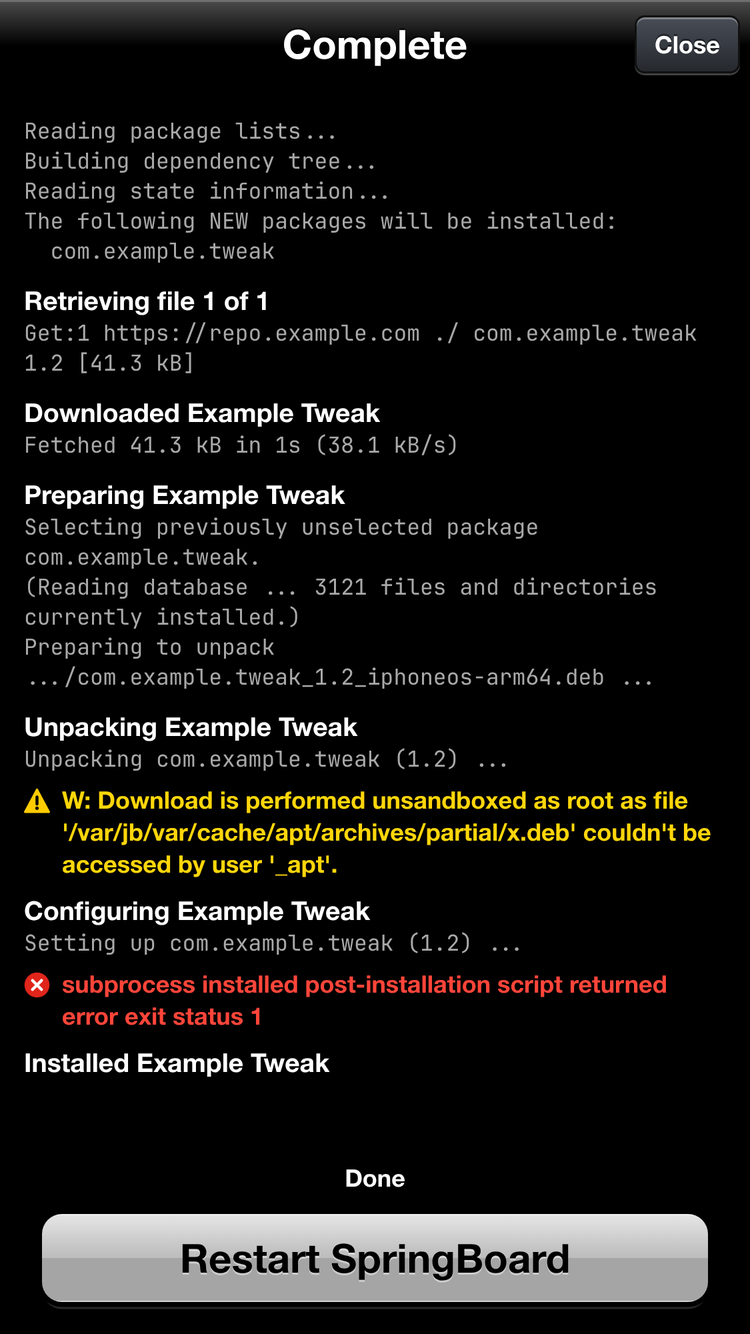 Complete
Close
Reading package lists...
Building dependency tree...
Reading state information...
The following NEW packages will be installed:
com.example.tweak
Retrieving file 1 of 1
Get:1 https://repo.example.com ./ com.example.tweak
1.2 [41.3 kB]
Downloaded Example Tweak
Fetched 41.3 kB in 1s (38.1 kB/s)
Preparing Example Tweak
Selecting previously unselected package
com.example.tweak.
(Reading database ... 3121 files and directories
currently installed.)
Preparing to unpack
.../com.example.tweak_1.2_iphoneos-arm64.deb ...
Unpacking Example Tweak
Unpacking com.example.tweak (1.2) ...
W: Download is performed unsandboxed as root as file
'/var/jb/var/cache/apt/archives/partial/x.deb' couldn't be
accessed by user '_apt'.
Configuring Example Tweak
Setting up com.example.tweak (1.2) ...
subprocess installed post-installation script returned
error exit status 1
Installed Example Tweak
Done
Restart SpringBoard